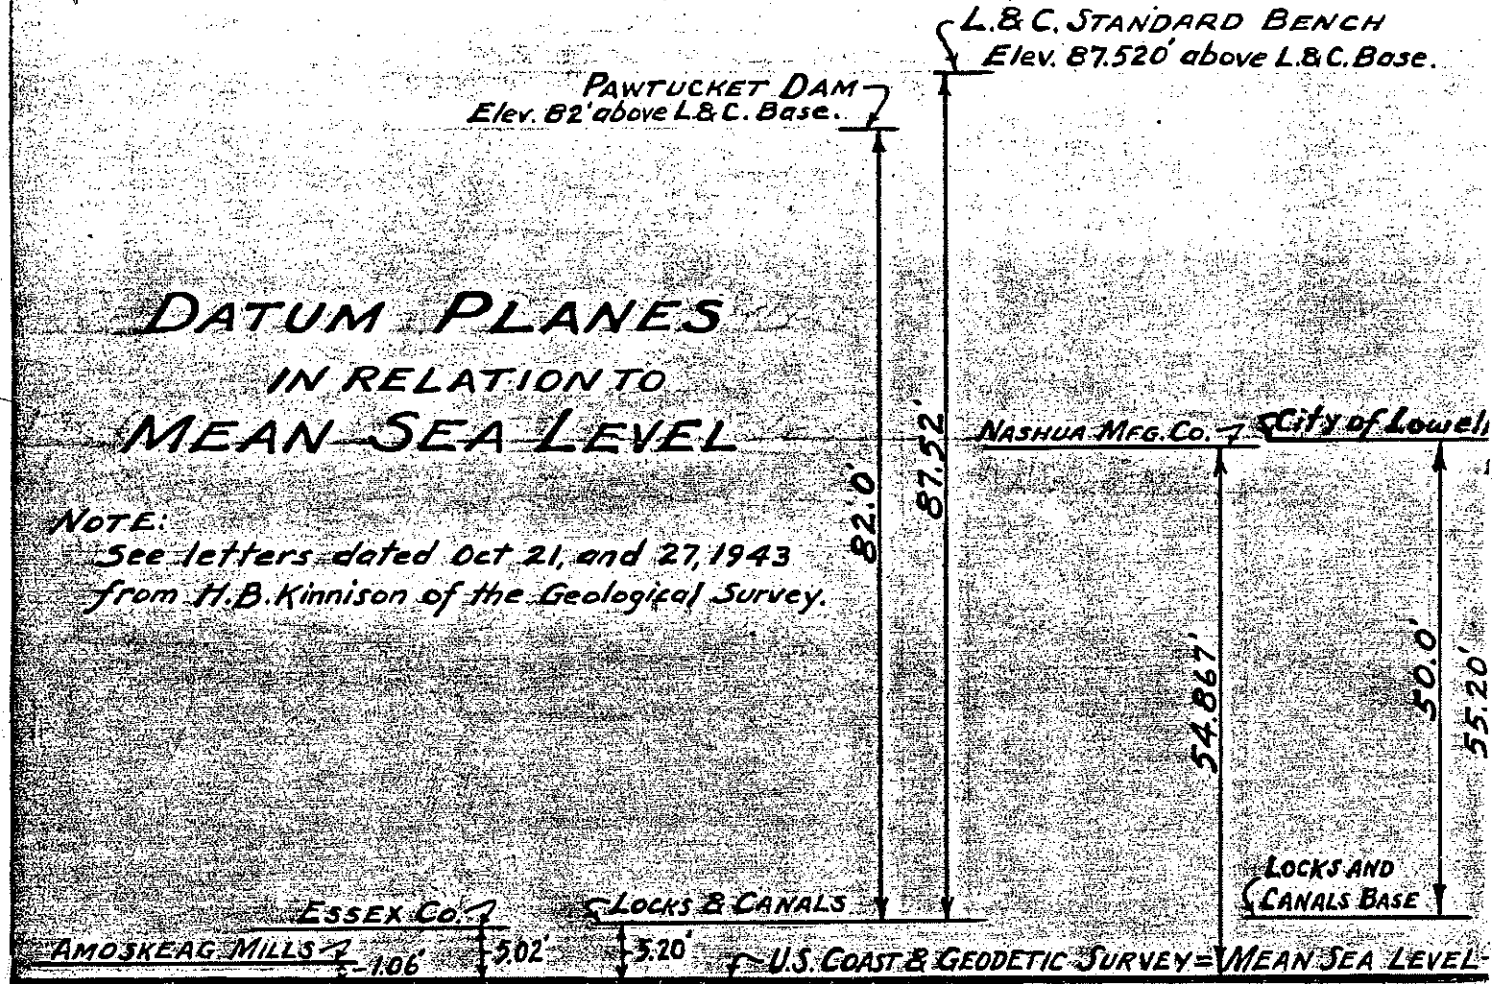 L.&C. STANDARD BENCH
Elev. 87.520' above L.&C. Base.
PAWTUCKET DAM
Elev. 82' above L.&C. Base.
DATUM PLANES
IN RELATION TO
MEAN SEA LEVEL
NOTE:
See letters dated Oct 21, and 27, 1943
from H.B. Kinnison of the Geological Survey.
82.0'
87.52'
NASHUA MFG. CO.
City of Lowell
54.867'
50.0'
55.20'
LOCKS AND
CANALS BASE
ESSEX CO.
LOCKS & CANALS
AMOSKEAG MILLS
-1.06'
5.02'
5.20'
U.S. COAST & GEODETIC SURVEY = MEAN SEA LEVEL-